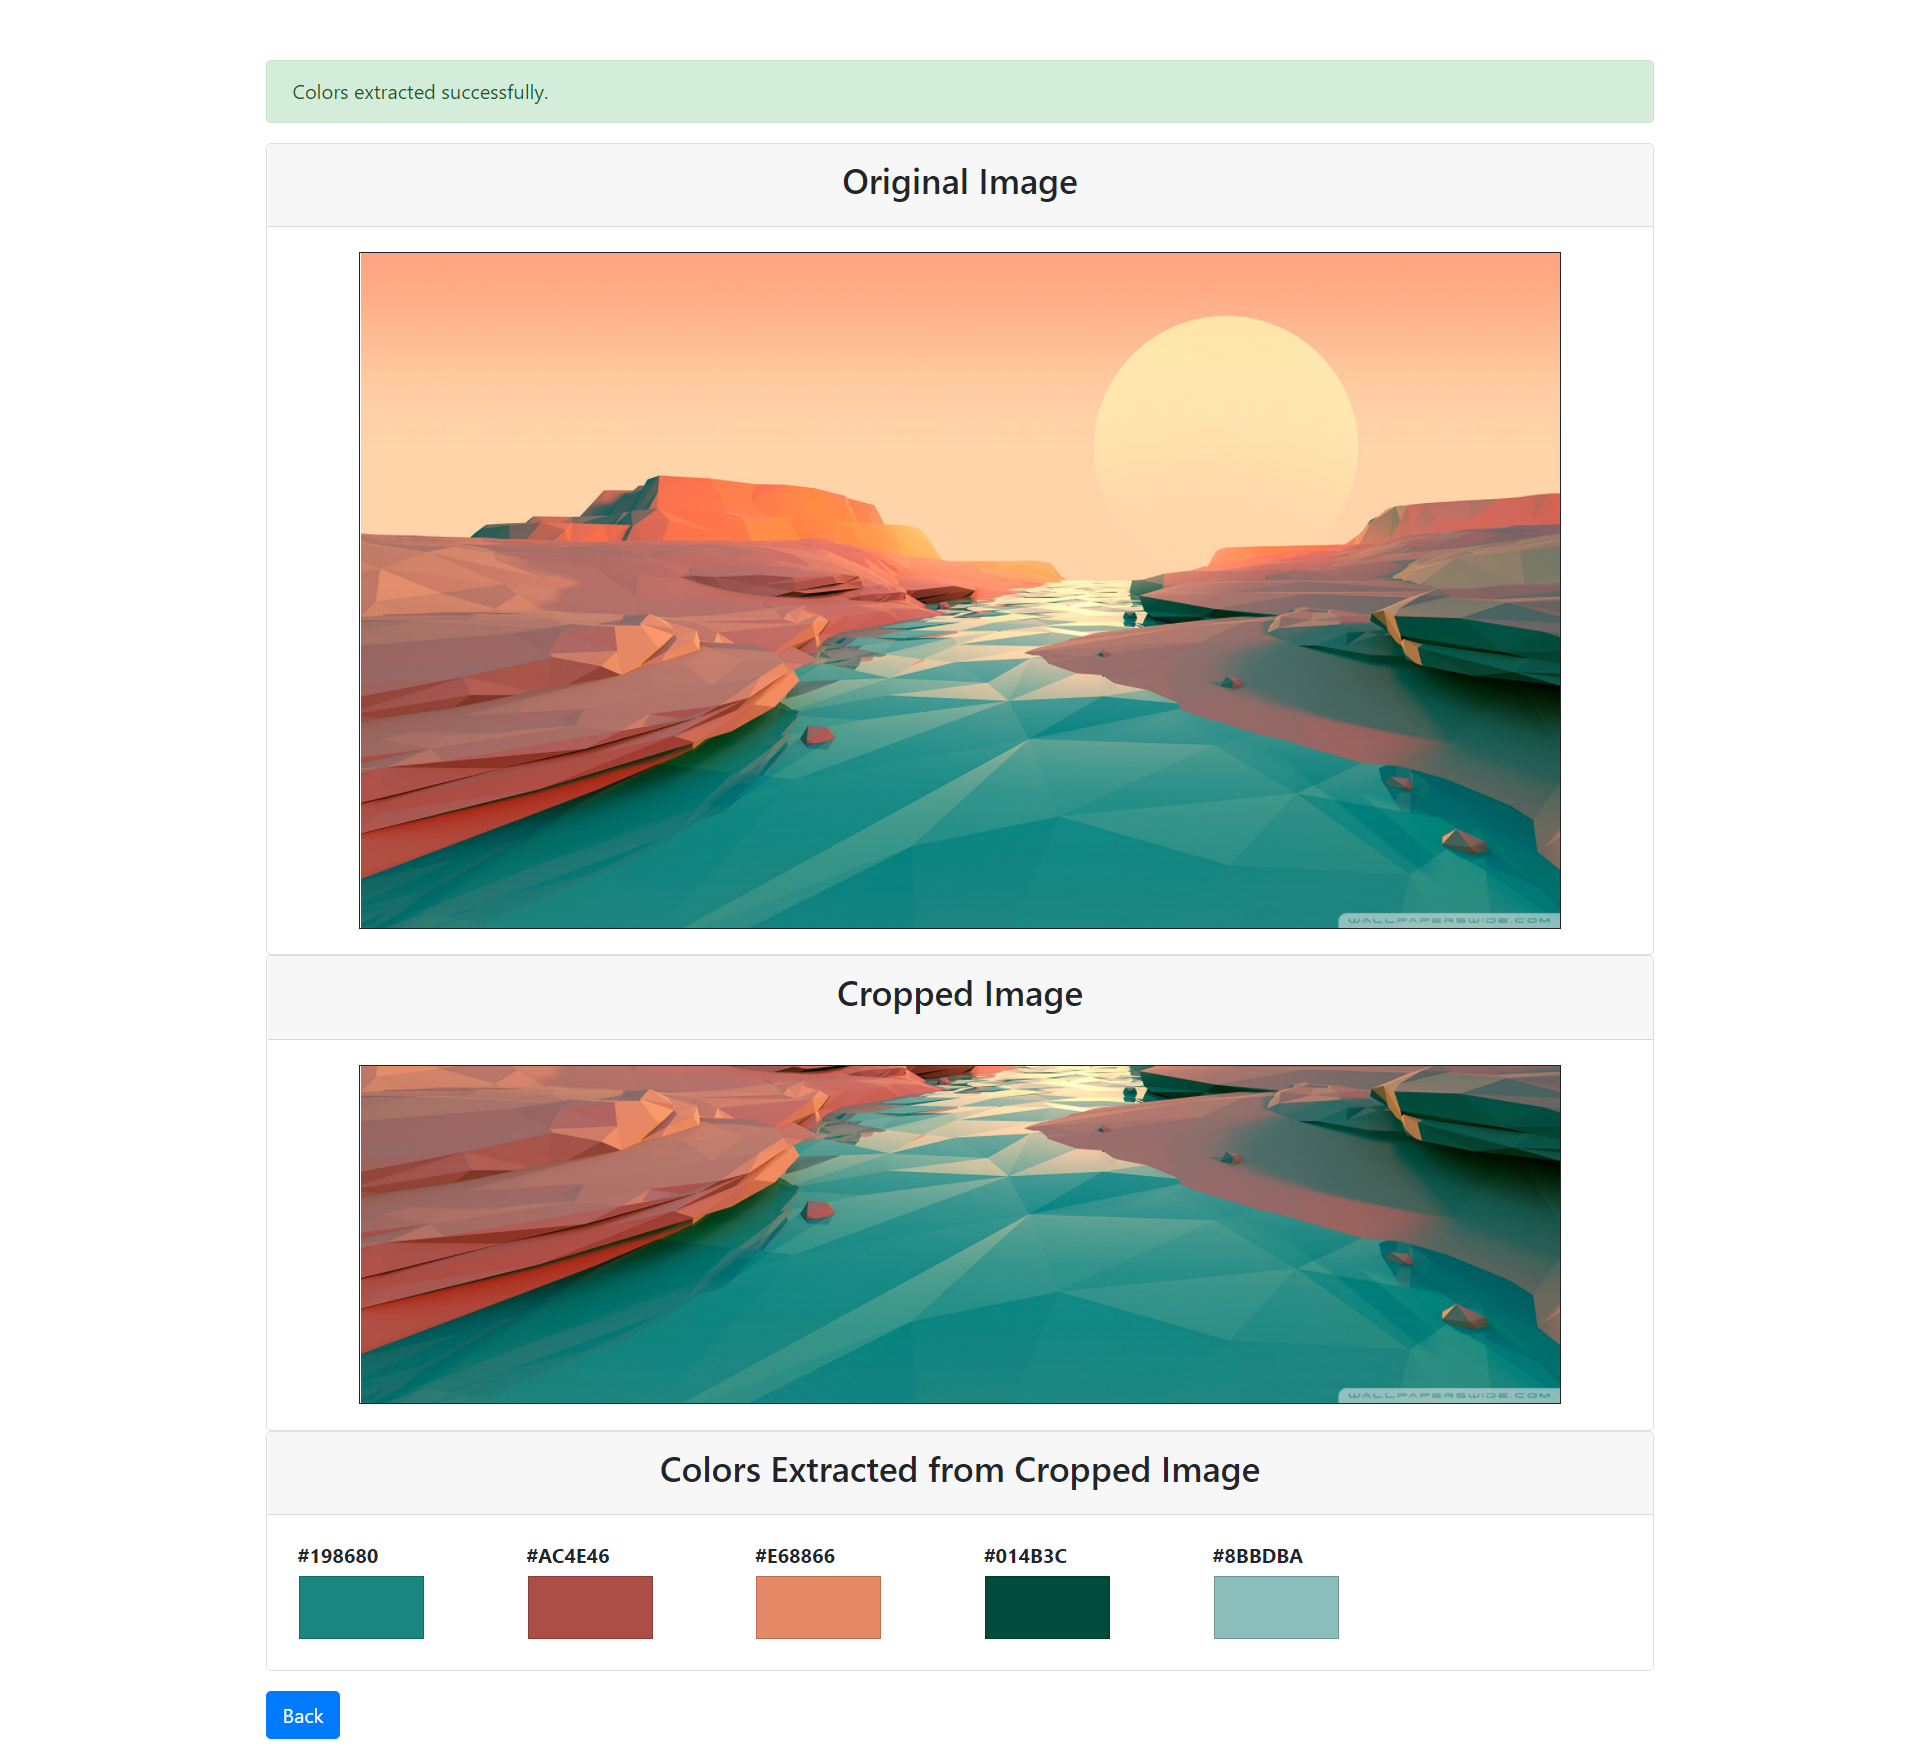 Colors extracted successfully.
Original Image
WALLPAPERSWIDE.COM
Cropped Image
WALLPAPERSWIDE.COM
Colors Extracted from Cropped Image
#198680 #AC4E46 #E68866 #014B3C #8BBDBA
Back